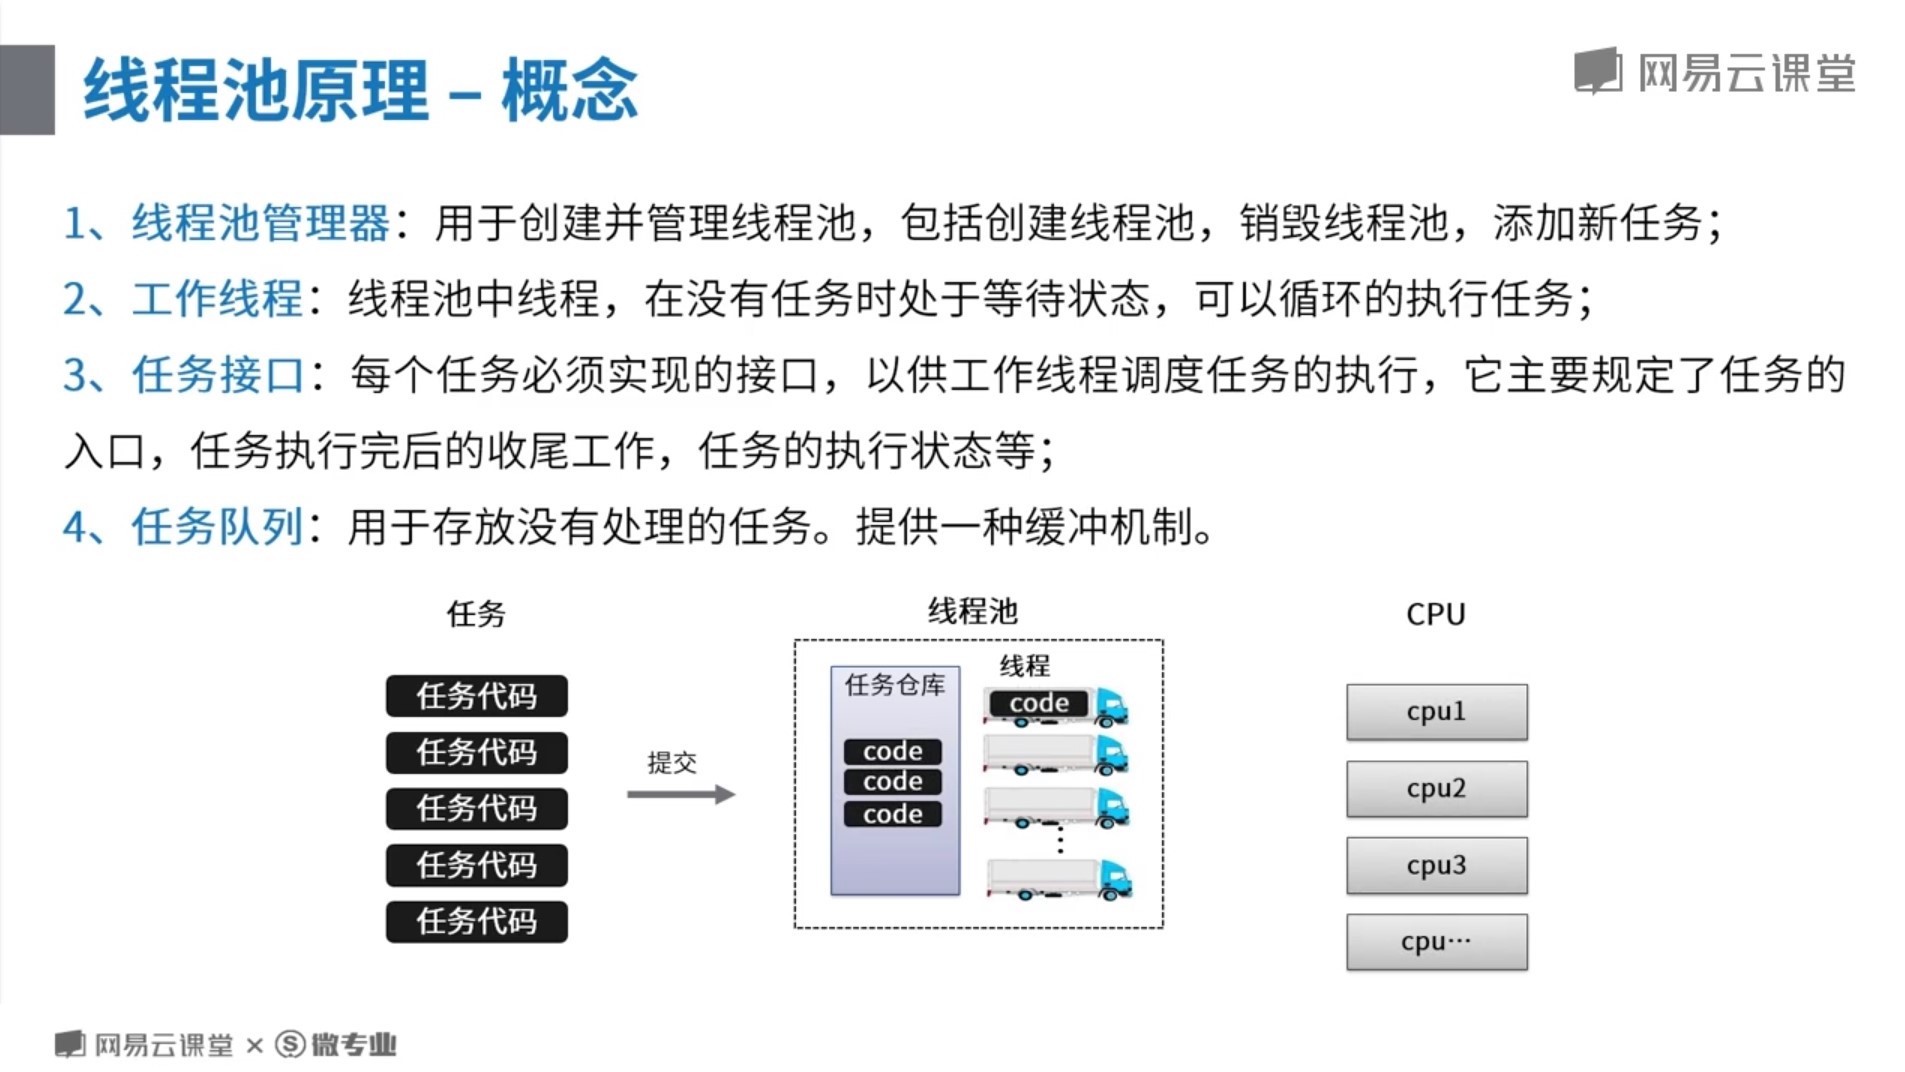 线程池原理 – 概念
网易云课堂
1、线程池管理器：用于创建并管理线程池，包括创建线程池，销毁线程池，添加新任务；
2、工作线程：线程池中线程，在没有任务时处于等待状态，可以循环的执行任务；
3、任务接口：每个任务必须实现的接口，以供工作线程调度任务的执行，它主要规定了任务的
入口，任务执行完后的收尾工作，任务的执行状态等；
4、任务队列：用于存放没有处理的任务。提供一种缓冲机制。
任务
任务代码
任务代码
任务代码
任务代码
任务代码
提交
线程池
任务仓库
code
code
code
线程
code
CPU
cpu1
cpu2
cpu3
cpu…
网易云课堂 × 微专业